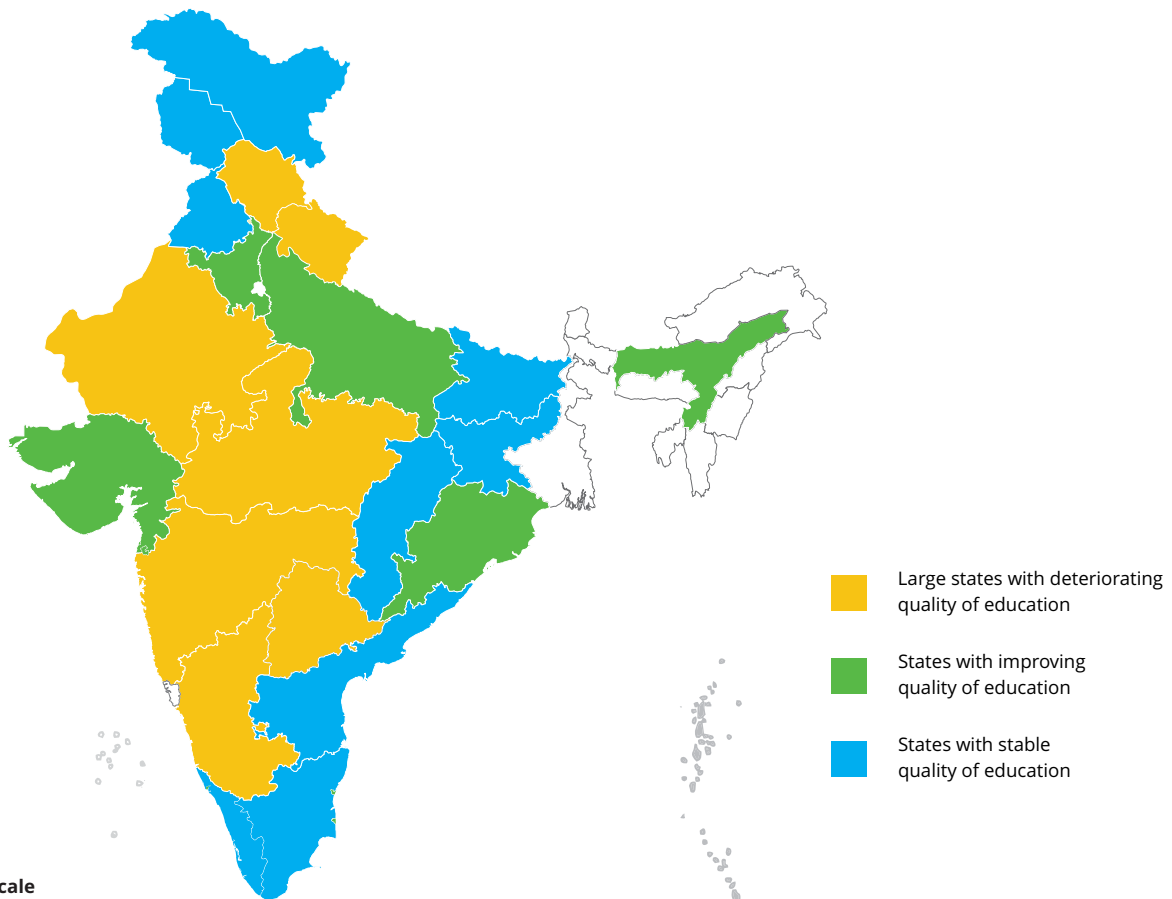 Large states with deteriorating
quality of education
States with improving
quality of education
States with stable
quality of education
cale